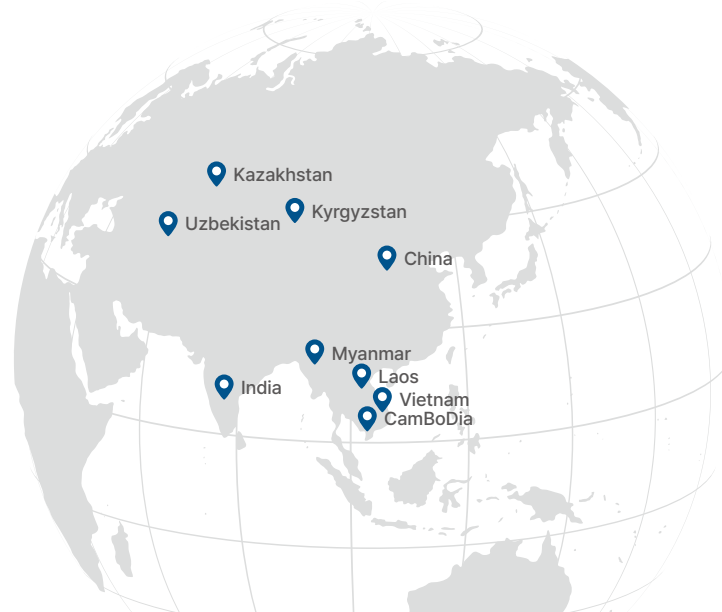 Kazakhstan
Kyrgyzstan
Uzbekistan
China
Myanmar
Laos
India
Vietnam
CamBoDia